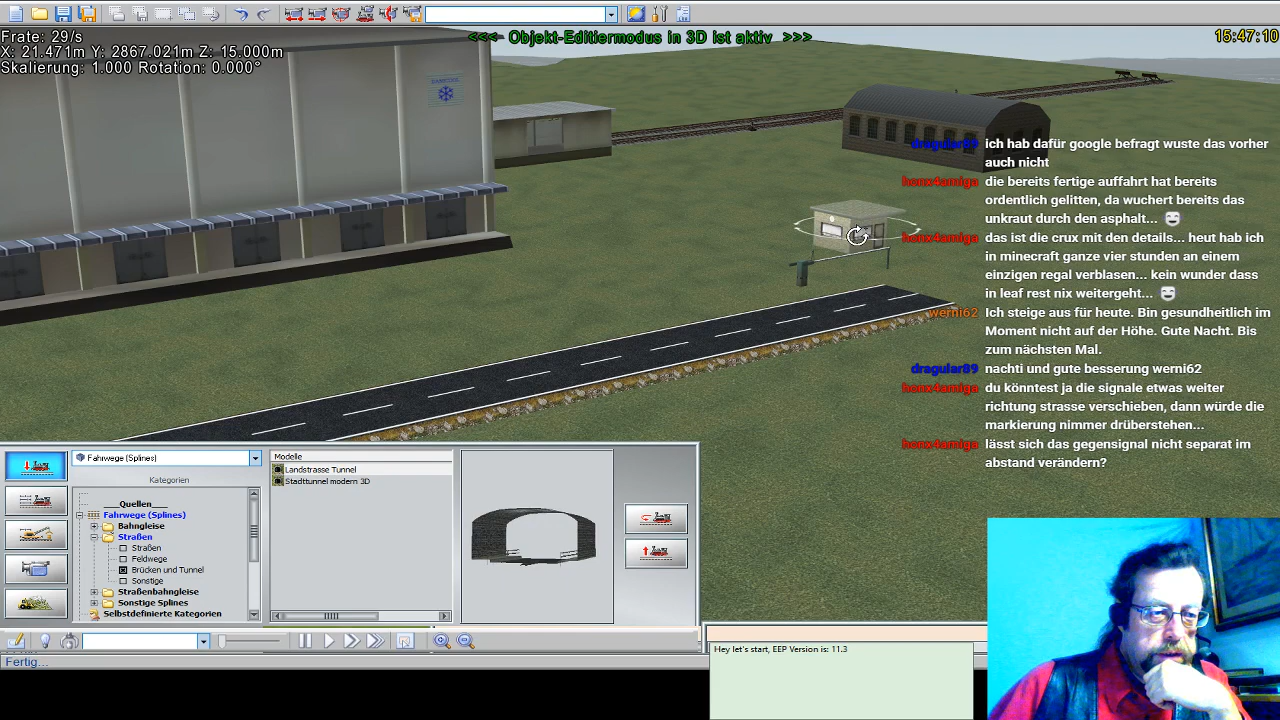 Frate: 29/s
X: 21.471m Y: 2867.021m Z: 15.000m
Skalierung: 1.000 Rotation: 0.000°
<<<- Objekt-Editiermodus in 3D ist aktiv >>>
15:47:10
dragular89 ich hab dafür google befragt wuste das vorher
auch nicht
honx4amiga die bereits fertige auffahrt hat bereits
ordentlich gelitten, da wuchert bereits das
unkraut durch den asphalt...
honx4amiga das ist die crux mit den details... heut hab ich
in minecraft ganze vier stunden an einem
einzigen regal verblasen... kein wunder dass
in leaf rest nix weitergeht...
werni62 Ich steige aus für heute. Bin gesundheitlich im
Moment nicht auf der Höhe. Gute Nacht. Bis
zum nächsten Mal.
dragular89 nachti und gute besserung werni62
honx4amiga du könntest ja die signale etwas weiter
richtung strasse verschieben, dann würde die
markierung nimmer drüberstehen...
honx4amiga lässt sich das gegensignal nicht separat im
abstand verändern?
Fahrwege (Splines)
Kategorien
__Quellen__
Fahrwege (Splines)
Bahngleise
Straßen
Straßen
Feldwege
Brücken und Tunnel
Sonstige
Straßenbahngleise
Sonstige Splines
Selbstdefinierte Kategorien
Modelle
Landstrasse Tunnel
Stadttunnel modern 3D
Fertig...
Hey let's start, EEP Version is: 11.3